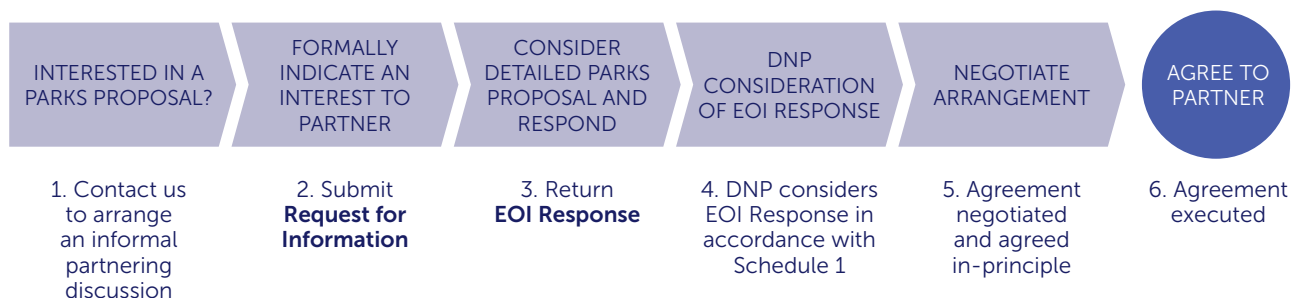 INTERESTED IN A
PARKS PROPOSAL?
FORMALLY
INDICATE AN
INTEREST TO
PARTNER
CONSIDER
DETAILED PARKS
PROPOSAL AND
RESPOND
DNP
CONSIDERATION
OF EOI RESPONSE
NEGOTIATE
ARRANGEMENT
AGREE TO
PARTNER
1. Contact us
to arrange
an informal
partnering
discussion
2. Submit
Request for
Information
3. Return
EOI Response
4. DNP considers
EOI Response in
accordance with
Schedule 1
5. Agreement
negotiated
and agreed
in-principle
6. Agreement
executed